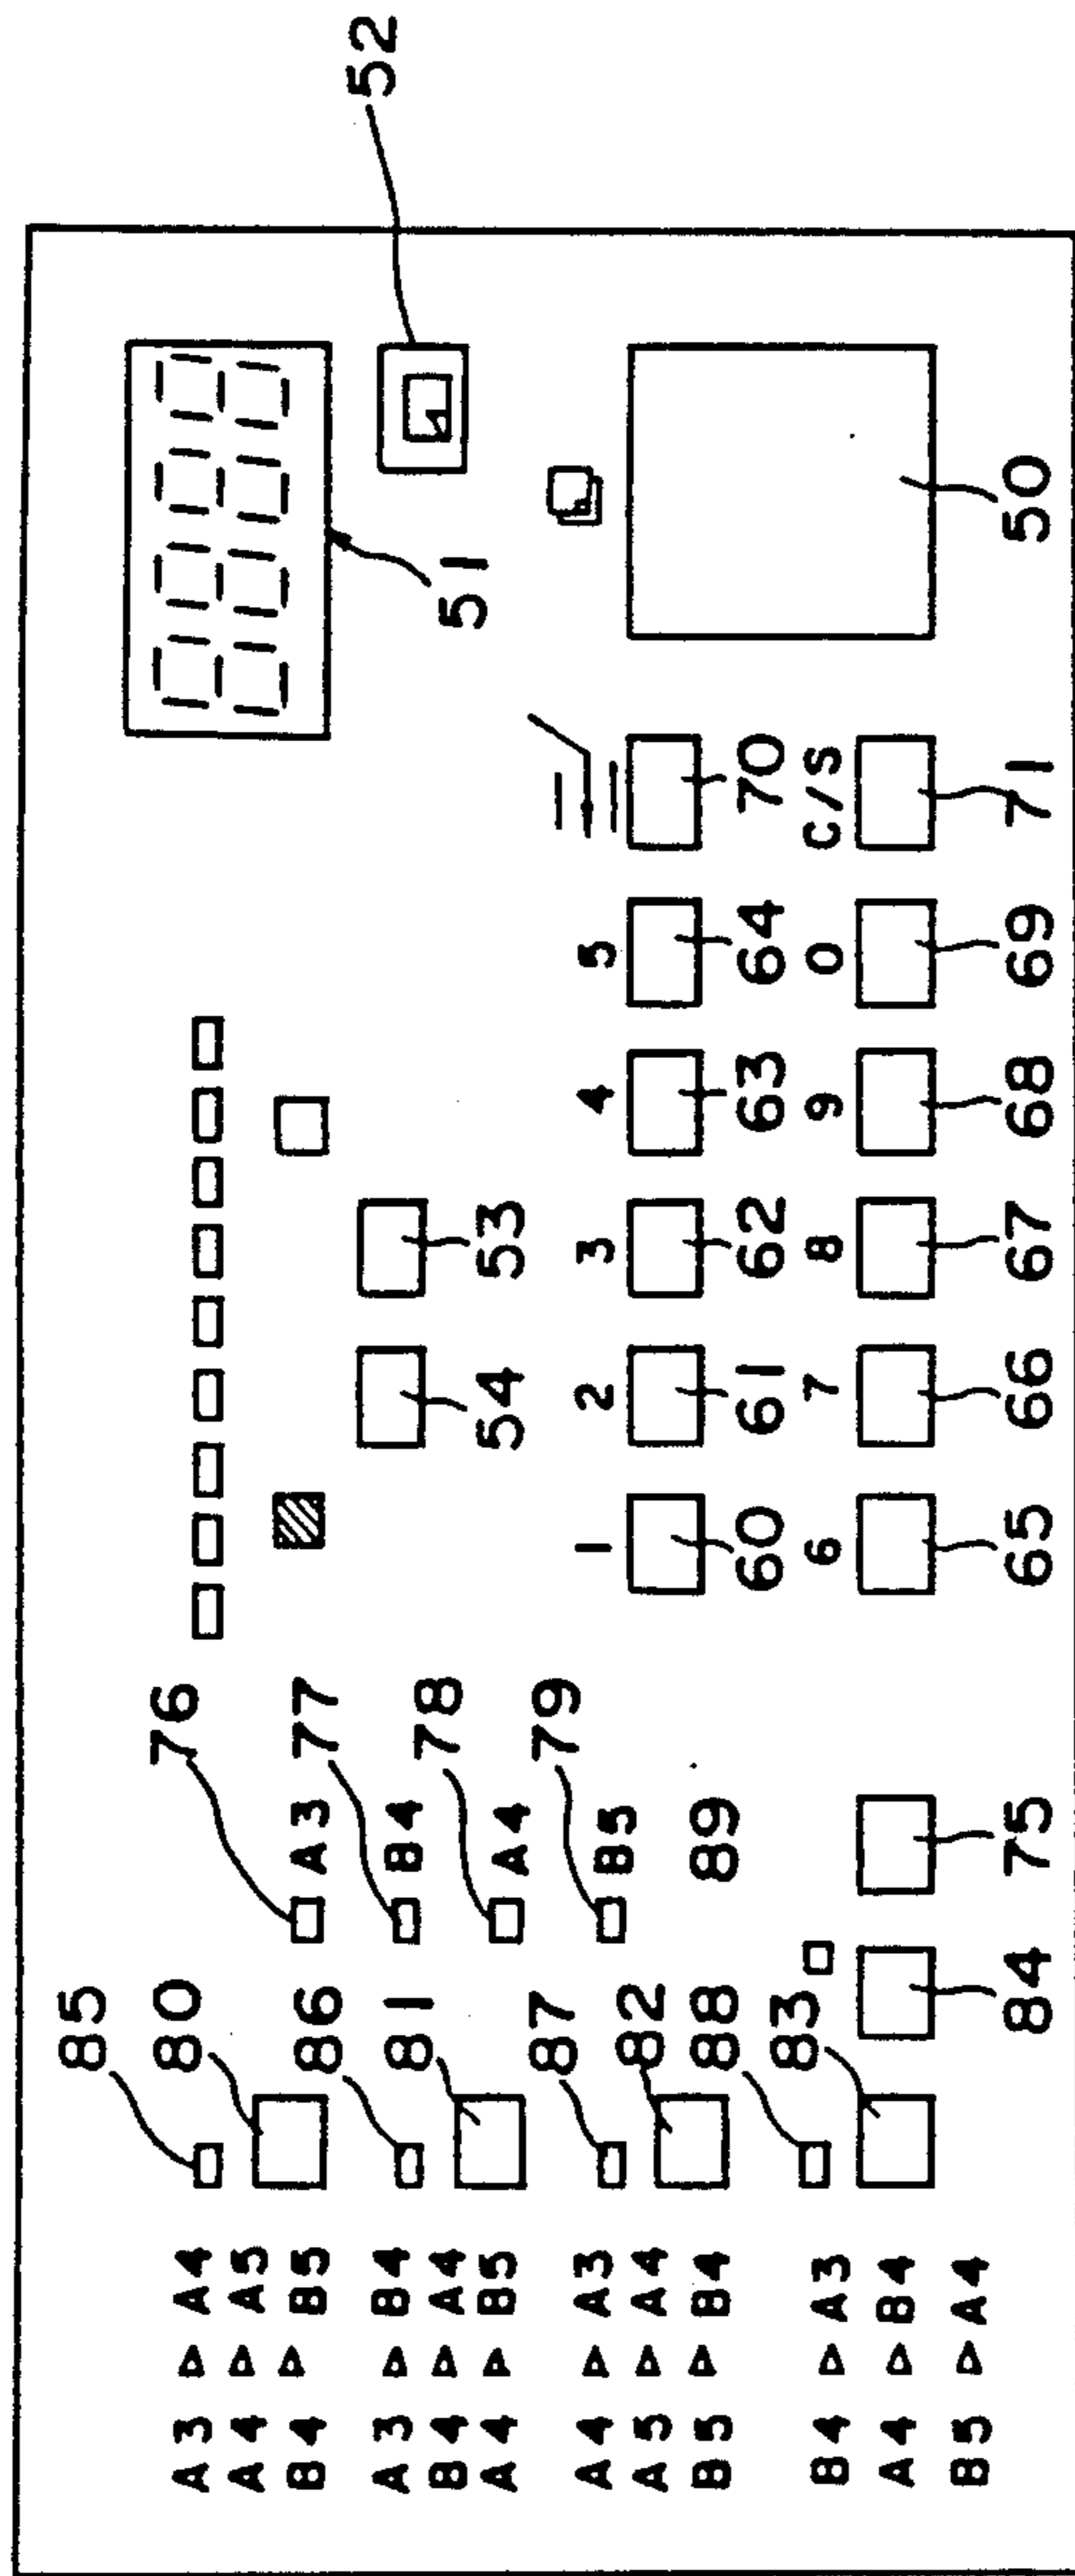 52
85
A3 ▷ A4 80 76
A4 ▷ A5
B4 ▷ B5 86 A3 77
A3 ▷ B4 81 B4 78
B4 ▷ A4 51
A4 ▷ B5 A4 54 53
87 79
A4 ▷ A3 1 2 3 4 5
A5 ▷ A4 82 B5
B5 ▷ B4 88 89
83 60 61 62 63 64 70
B4 ▷ A3 6 7 8 9 0 C/S
A4 ▷ B4
B5 ▷ A4
84 75 65 66 67 68 69 71 50